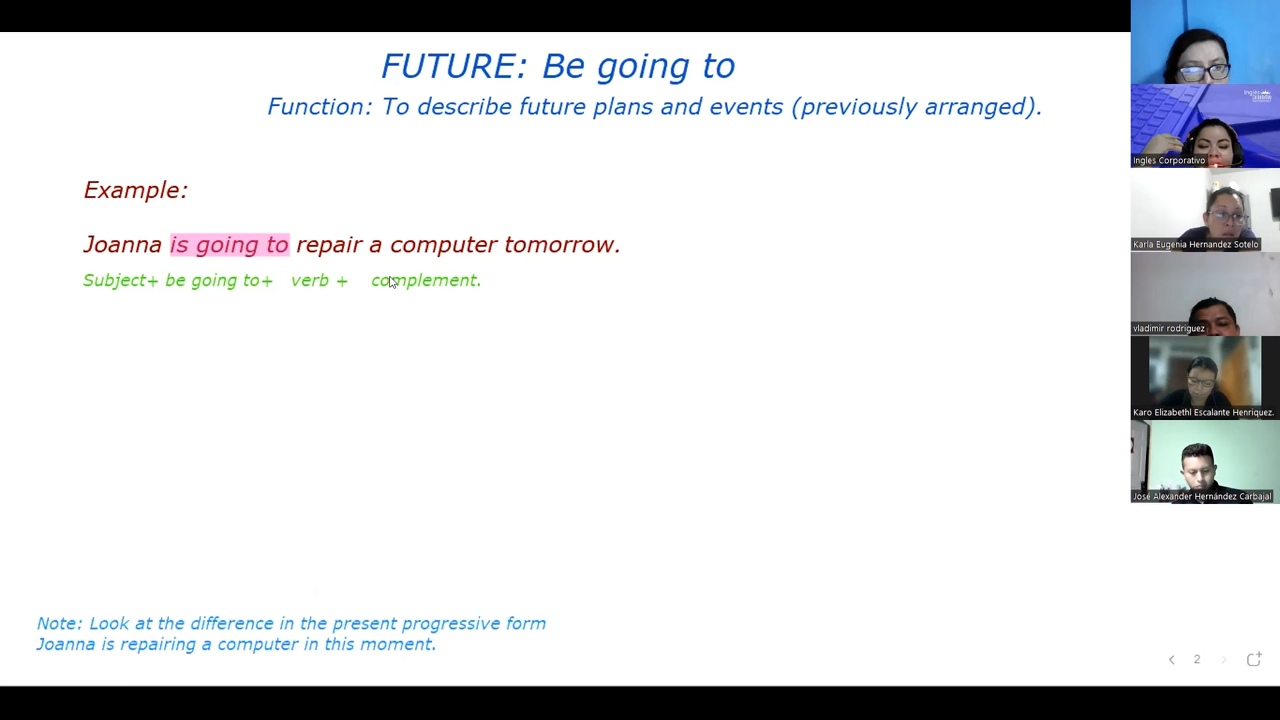 FUTURE: Be going to
Function: To describe future plans and events (previously arranged).
Example:
Joanna is going to repair a computer tomorrow.
Subject+ be going to+ verb + complement.
Note: Look at the difference in the present progressive form
Joanna is repairing a computer in this moment.
2
Ingles Corporativo
Karla Eugenia Hernandez Sotelo
vladimir rodriguez
Karo Elizabethl Escalante Henriquez.
José Alexander Hernández Carbajal